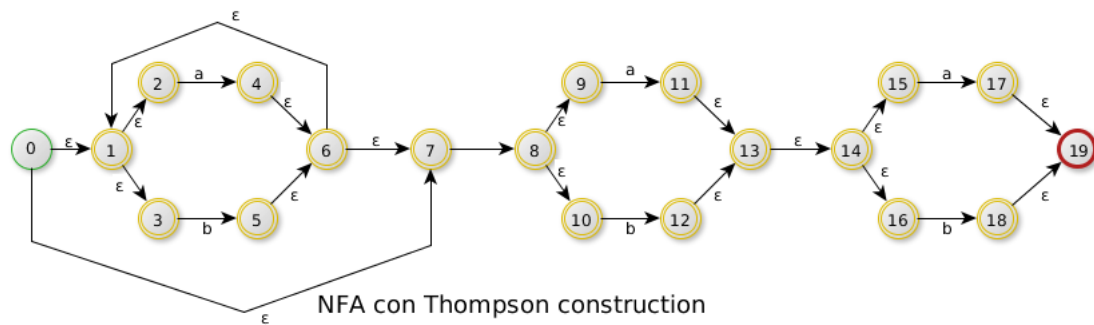 ε
2 a 4 9 a 11 15 a 17
ε ε ε ε ε ε
0 ε 1 6 ε 7 8 13 ε 14 19
ε ε ε ε ε ε
3 b 5 10 b 12 16 b 18
NFA con Thompson construction
ε